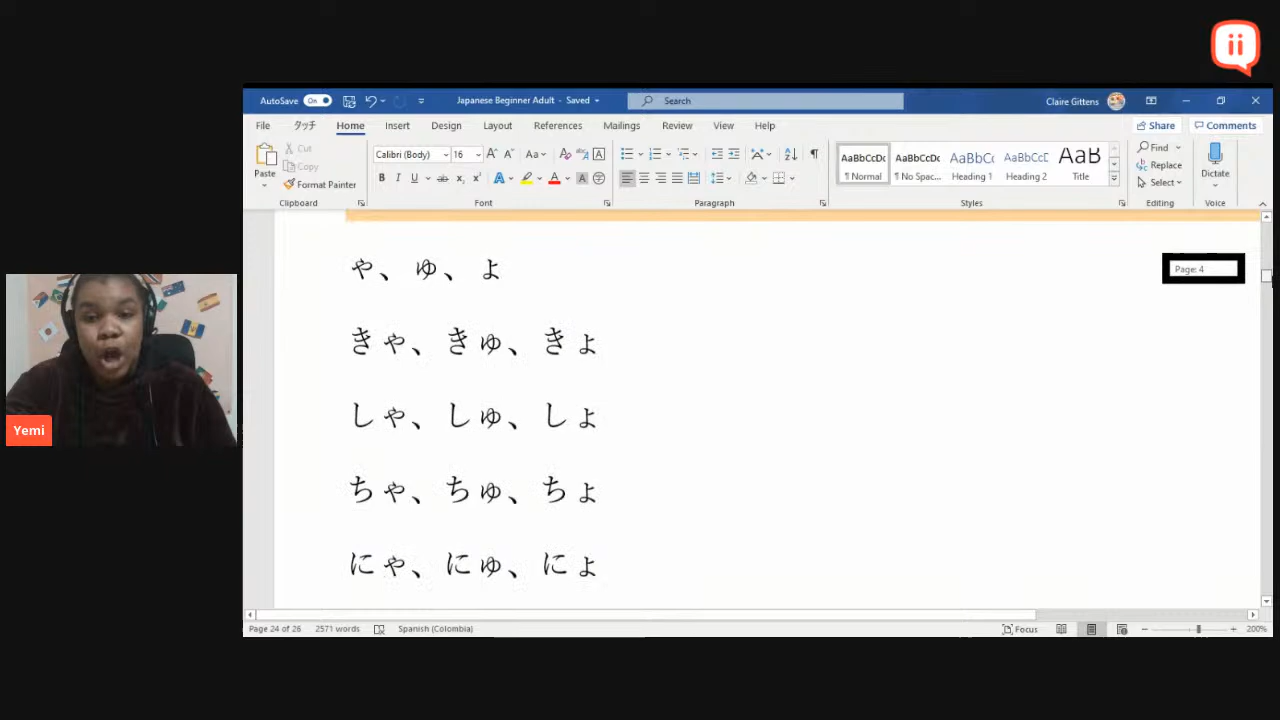 AutoSave On Japanese Beginner Adult - Saved Search Claire Gittens
File タッチ Home Insert Design Layout References Mailings Review View Help Share Comments
Paste Cut Copy Format Painter
Calibri (Body) 16
AaBbCcDc AaBbCcDc AaBbCc AaBbCcD AaB
¶ Normal ¶ No Spac... Heading 1 Heading 2 Title
Find Replace Select
Dictate
Clipboard Font Paragraph Styles Editing Voice
ゃ、ゅ、ょ
Page: 4
きゃ、きゅ、きょ
しゃ、しゅ、しょ
ちゃ、ちゅ、ちょ
にゃ、にゅ、にょ
Yemi
Page 24 of 26 2571 words Spanish (Colombia) Focus 200%